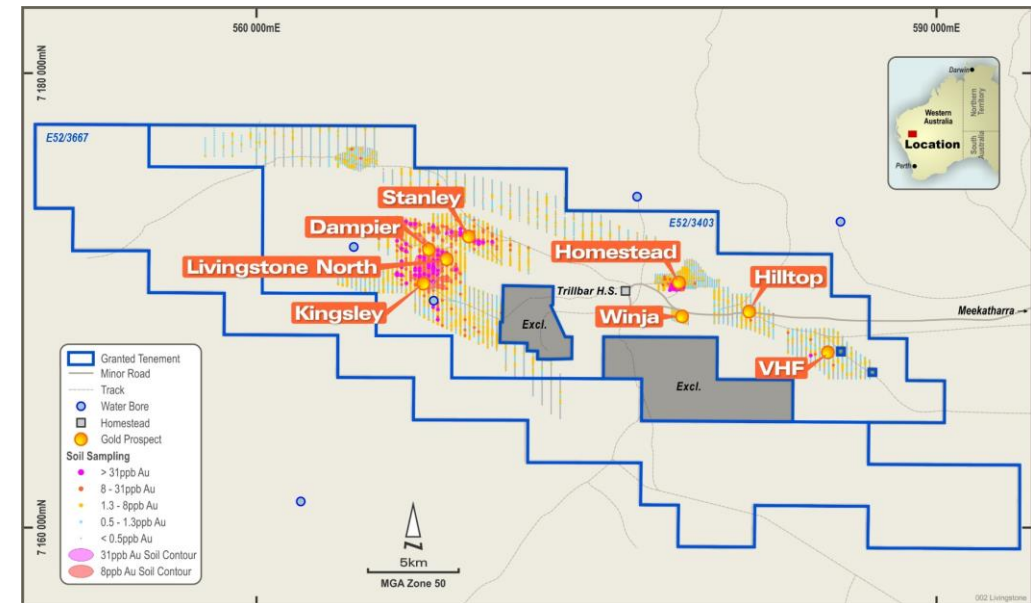 560 000mE
590 000mE
7 180 000mN
7 160 000mN
E52/3667
E52/3403
Darwin
Western
Australia
Northern
Territory
South
Australia
Location
Perth
Stanley
Dampier
Livingstone North
Kingsley
Homestead
Trillbar H.S.
Hilltop
Winja
Meekatharra
VHF
Excl.
Excl.
Granted Tenement
Minor Road
Track
Water Bore
Homestead
Gold Prospect
Soil Sampling
> 31ppb Au
8 - 31ppb Au
1.3 - 8ppb Au
0.5 - 1.3ppb Au
< 0.5ppb Au
31ppb Au Soil Contour
8ppb Au Soil Contour
N
5km
MGA Zone 50
002 Livingstone